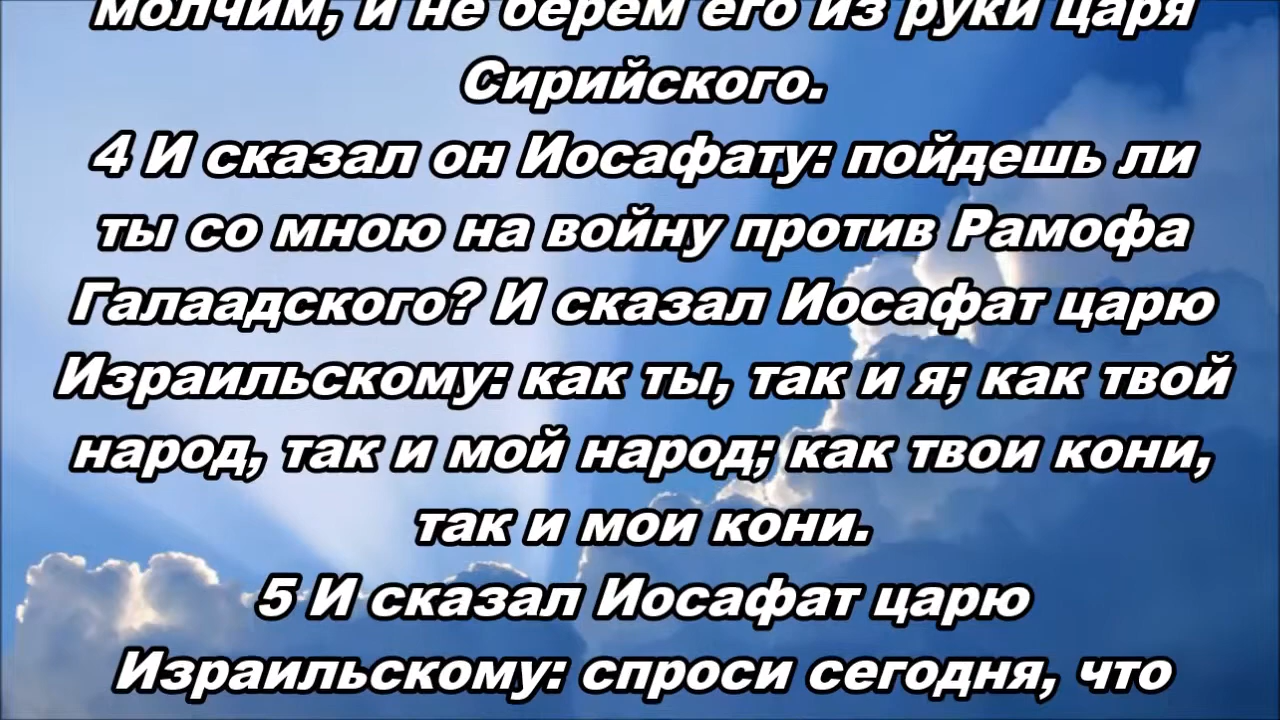 молчим, и не берем его из руки царя
Сирийского.
4 И сказал он Иосафату: пойдешь ли
ты со мною на войну против Рамофа
Галаадского? И сказал Иосафат царю
Израильскому: как ты, так и я; как твой
народ, так и мой народ; как твои кони,
так и мои кони.
5 И сказал Иосафат царю
Израильскому: спроси сегодня, что